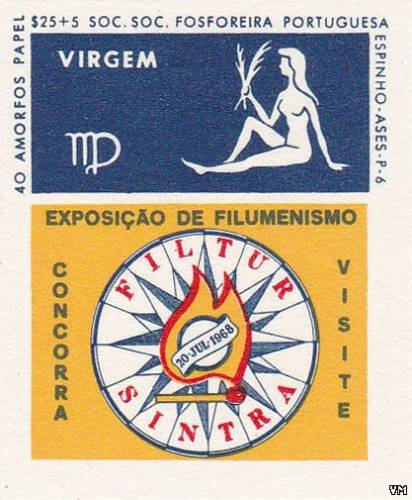 $25+5 SOC. SOC. FOSFOREIRA PORTUGUESA
40 AMORFOS PAPEL
ESPINHO-ASES-P-6
VIRGEM
EXPOSIÇÃO DE FILUMENISMO
CONCORRA
VISITE
FILTUR
20-JUL-1968
SINTRA
VM